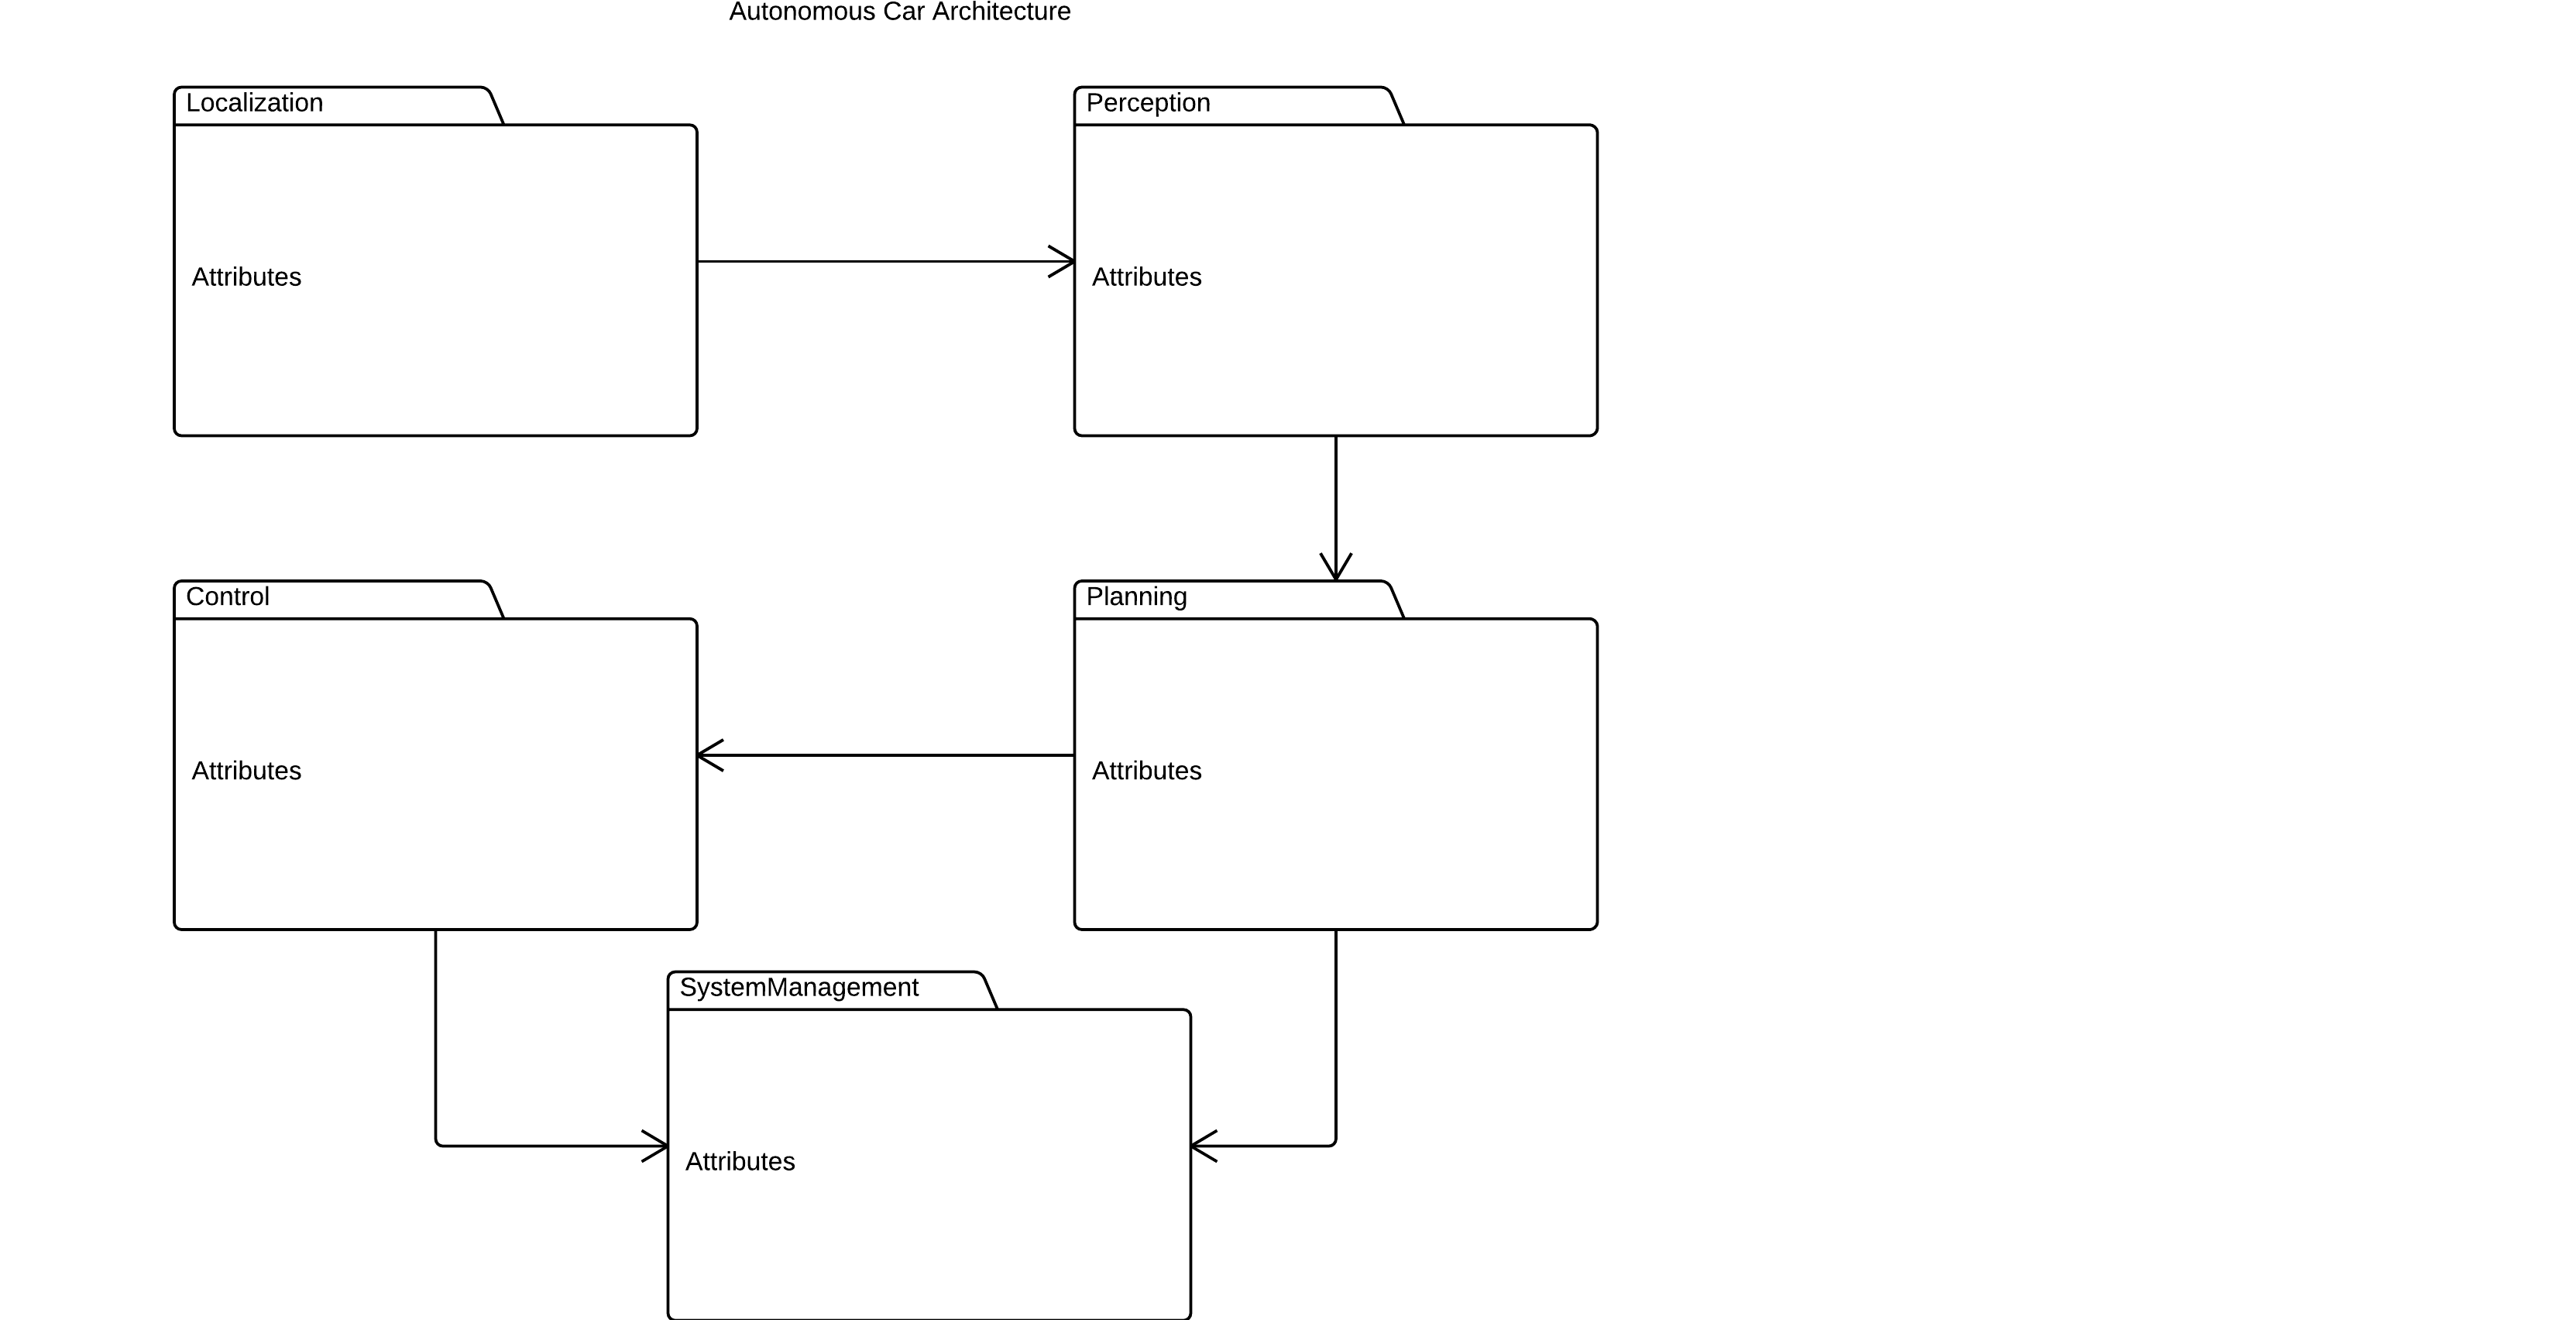 Autonomous Car Architecture
Localization
Attributes
Perception
Attributes
Control
Attributes
Planning
Attributes
SystemManagement
Attributes